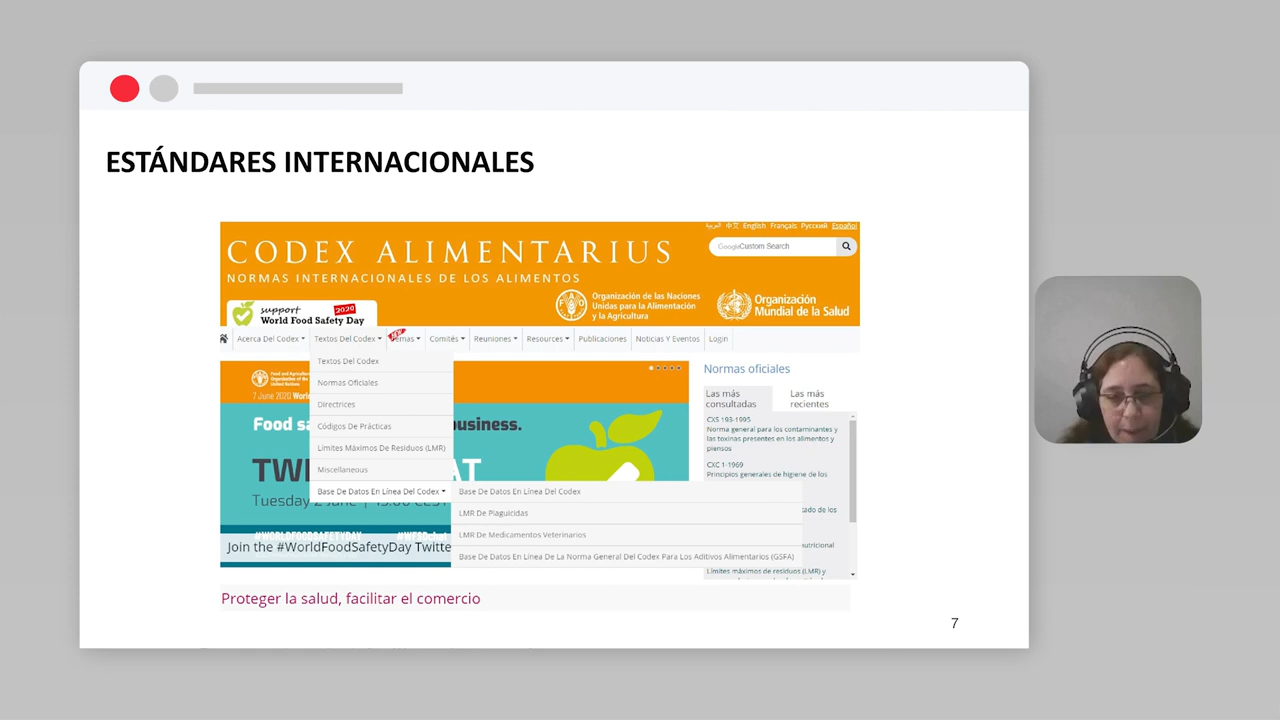 ESTÁNDARES INTERNACIONALES
العربية 中文 English Français Русский Español
CODEX ALIMENTARIUS
Google Custom Search
NORMAS INTERNACIONALES DE LOS ALIMENTOS
Organización de las Naciones
Unidas para la Alimentación
y la Agricultura
Organización
Mundial de la Salud
support
2020
World Food Safety Day
Acerca Del Codex Textos Del Codex NEW Temas Comités Reuniones Resources Publicaciones Noticias Y Eventos Login
Textos Del Codex
Normas Oficiales
Directrices
Códigos De Prácticas
Límites Máximos De Residuos (LMR)
Miscellaneous
Base De Datos En Línea Del Codex
Base De Datos En Línea Del Codex
LMR De Plaguicidas
LMR De Medicamentos Veterinarios
Base De Datos En Línea De La Norma General Del Codex Para Los Aditivos Alimentarios (GSFA)
7 June 2020
Food
business.
Tuesday 2 June
#WORLDFOODSAFETYDAY
Join the #WorldFoodSafetyDay Twitte
Normas oficiales
Las más
consultadas
Las más
recientes
CXS 193-1995
Norma general para los contaminantes y
las toxinas presentes en los alimentos y
piensos
CXC 1-1969
Principios generales de higiene de los
Límites máximos de residuos (LMR) y
Proteger la salud, facilitar el comercio
7